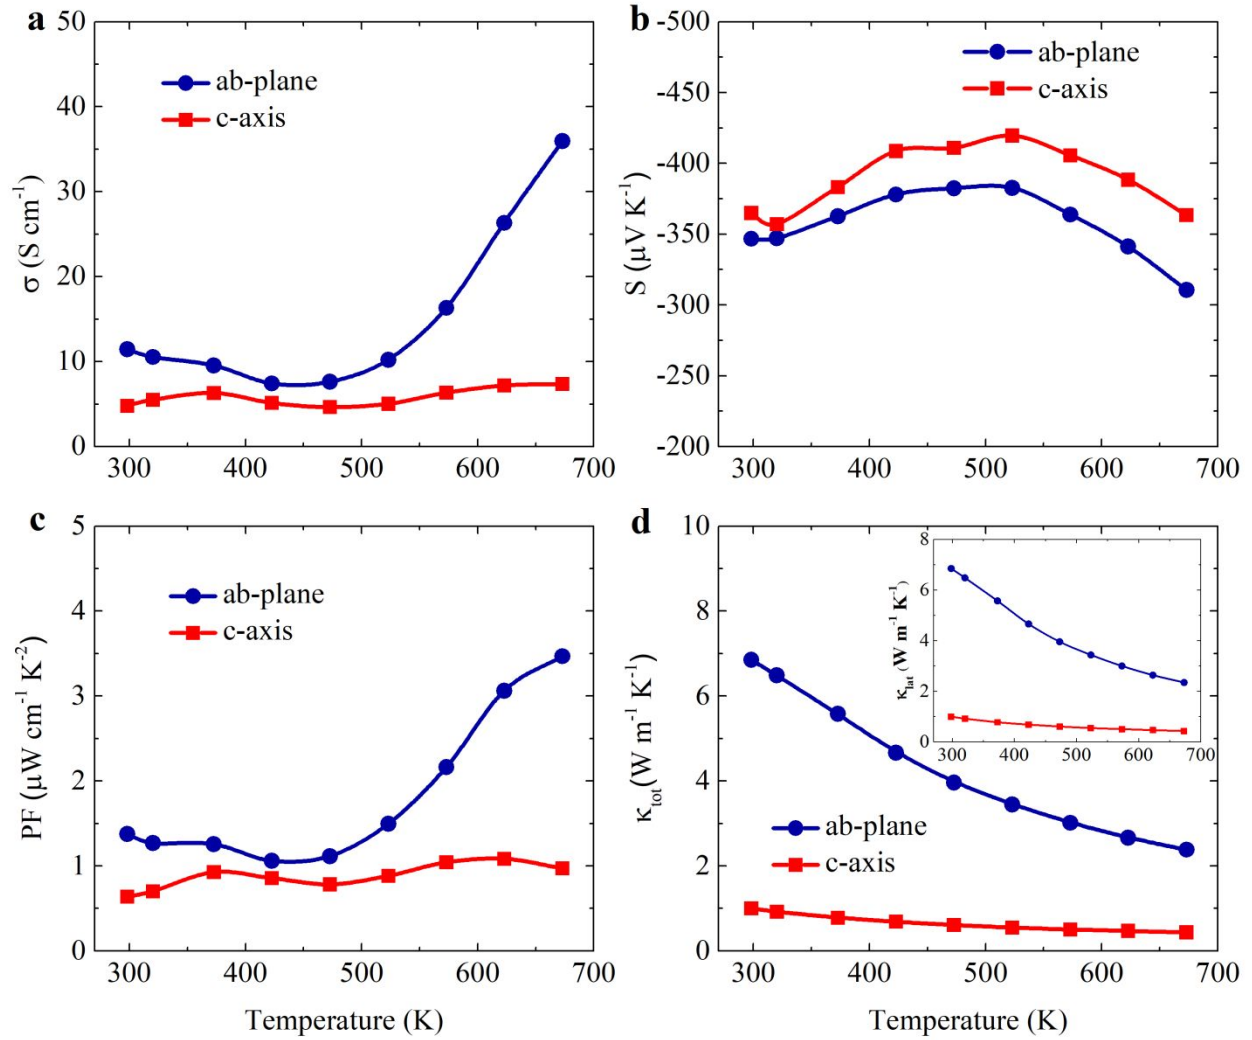 a
50
40
30
20
10
0
σ (S cm⁻¹)
ab-plane
c-axis
300
400
500
600
700
b
-500
-450
-400
-350
-300
-250
-200
S (μV K⁻¹)
ab-plane
c-axis
300
400
500
600
700
c
5
4
3
2
1
0
PF (μW cm⁻¹ K⁻²)
ab-plane
c-axis
300
400
500
600
700
Temperature (K)
d
10
8
6
4
2
0
κtot(W m⁻¹ K⁻¹)
ab-plane
c-axis
8
6
4
2
0
κlat (W m⁻¹ K⁻¹)
300
400
500
600
700
300
400
500
600
700
Temperature (K)